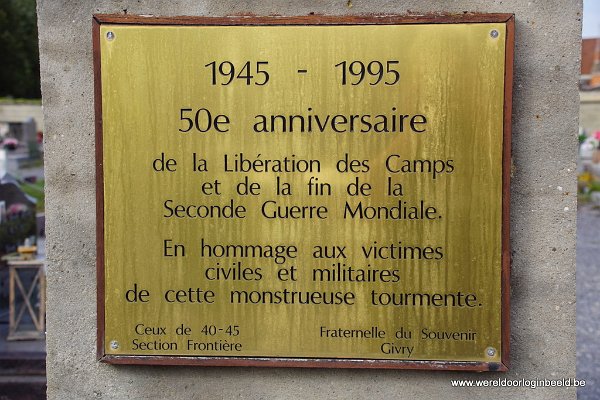 1945 - 1995
50e anniversaire
de la Libération des Camps
et de la fin de la
Seconde Guerre Mondiale.
En hommage aux victimes
civiles et militaires
de cette monstrueuse tourmente.
Ceux de 40-45
Section Frontière
Fraternelle du Souvenir
Givry
www.wereldoorloginbeeld.be